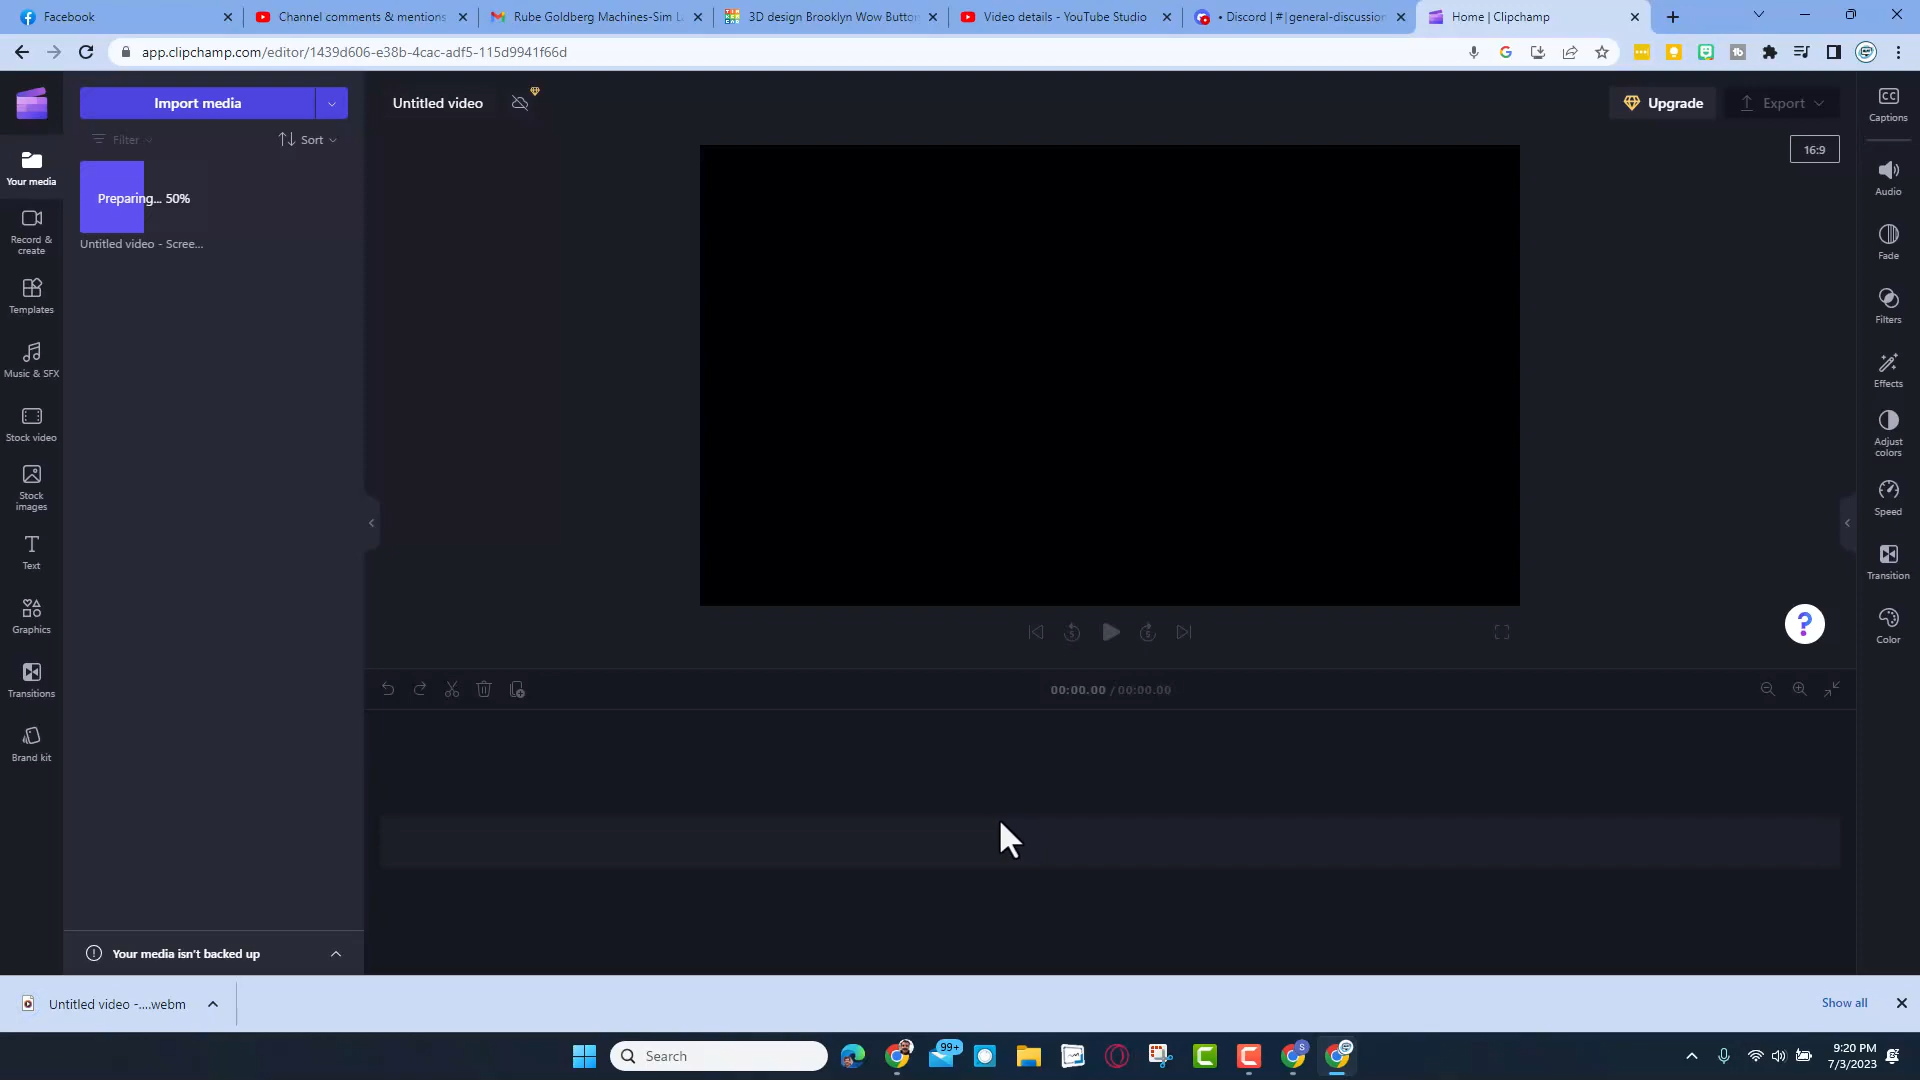 Facebook
Channel comments & mentions
Rube Goldberg Machines-Sim L
3D design Brooklyn Wow Button
Video details - YouTube Studio
• Discord | #|general-discussion
Home | Clipchamp
app.clipchamp.com/editor/1439d606-e38b-4cac-adf5-115d9941f66d
Import media
Untitled video
Upgrade
Export
Captions
Filter
Sort
16:9
Your media
Preparing... 50%
Untitled video - Scree...
Record & create
Templates
Music & SFX
Stock video
Stock images
Text
Graphics
Transitions
Brand kit
Audio
Fade
Filters
Effects
Adjust colors
Speed
Transition
Color
5
5
?
00:00.00 / 00:00.00
Your media isn't backed up
Untitled video -....webm
Show all
Search
99+
S
9:20 PM
7/3/2023